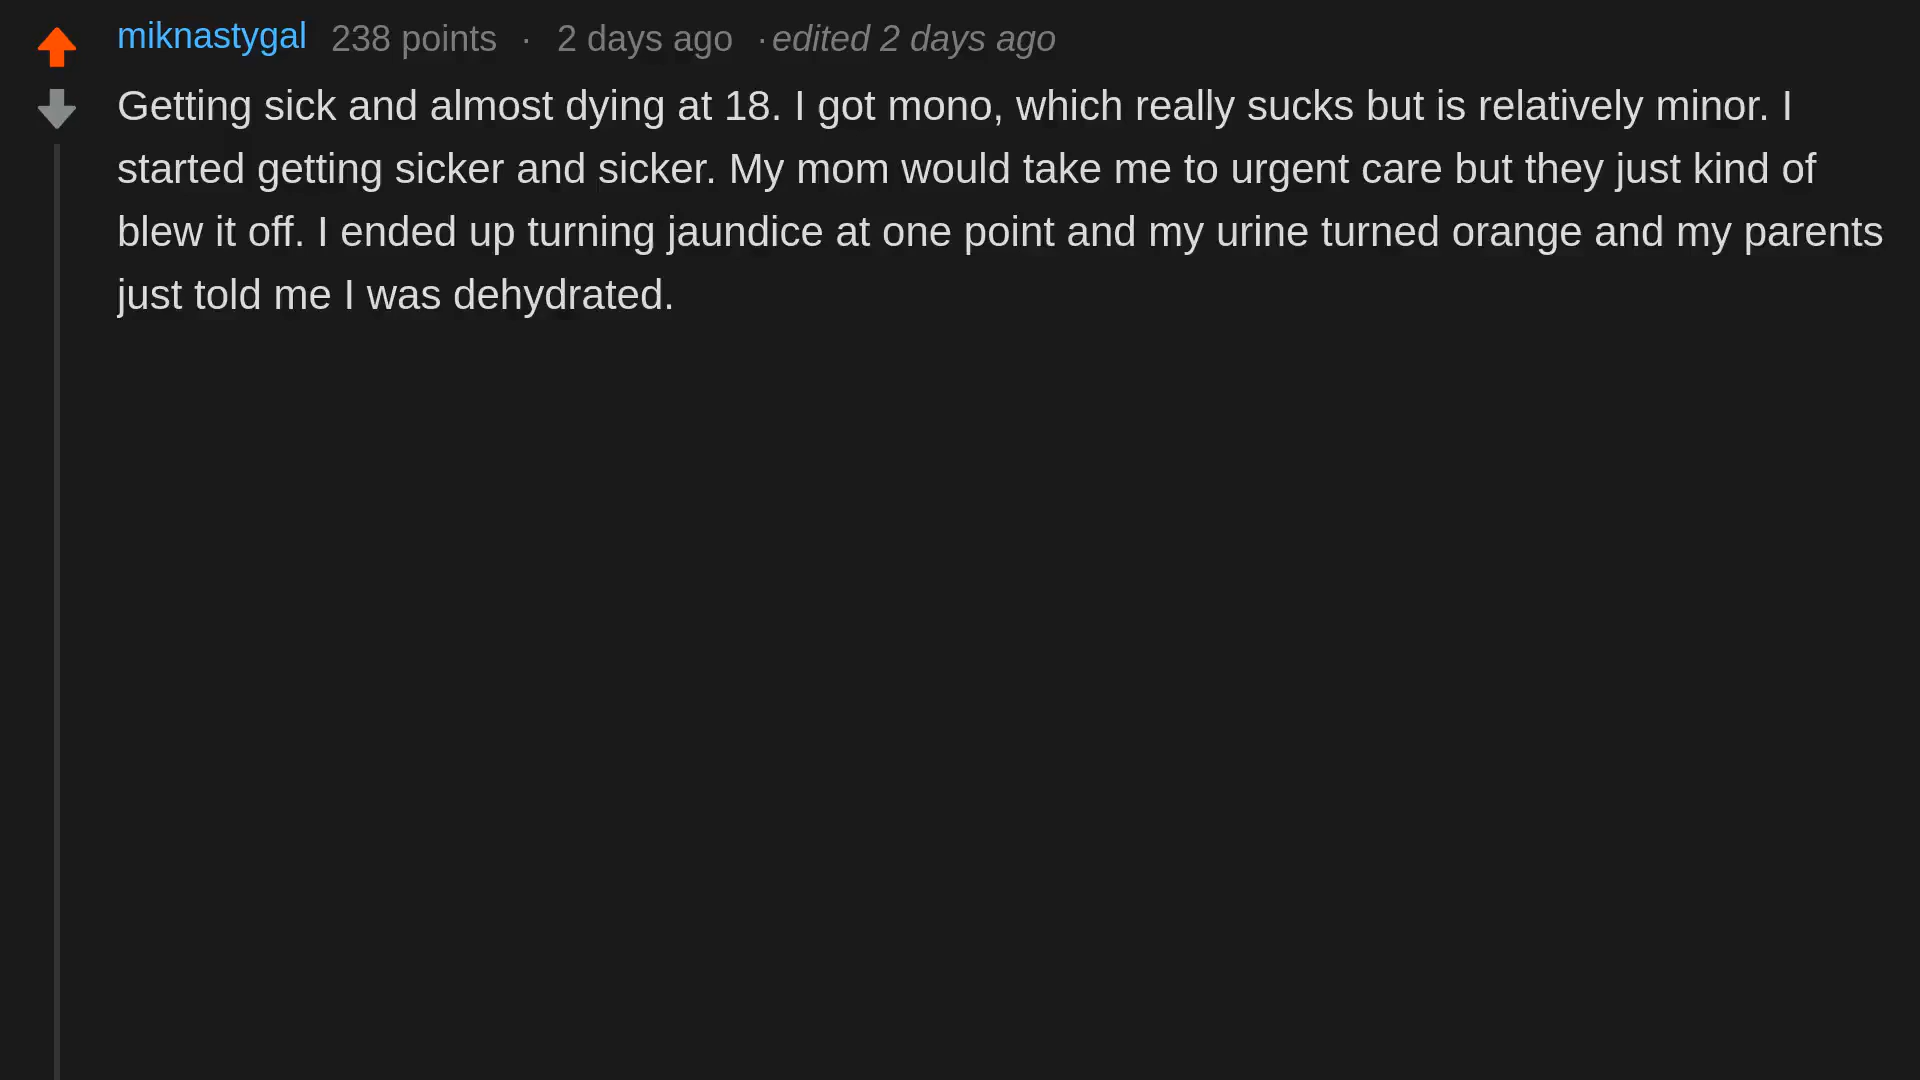 miknastygal 238 points · 2 days ago · edited 2 days ago
Getting sick and almost dying at 18. I got mono, which really sucks but is relatively minor. I
started getting sicker and sicker. My mom would take me to urgent care but they just kind of
blew it off. I ended up turning jaundice at one point and my urine turned orange and my parents
just told me I was dehydrated.